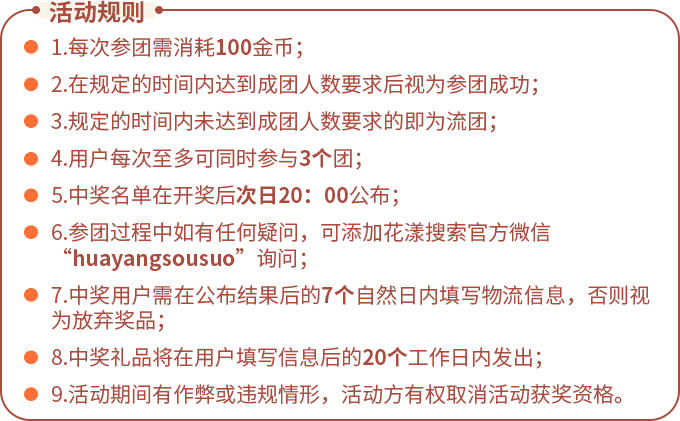 活动规则
1.每次参团需消耗100金币；
2.在规定的时间内达到成团人数要求后视为参团成功；
3.规定的时间内未达到成团人数要求的即为流团；
4.用户每次至多可同时参与3个团；
5.中奖名单在开奖后次日20：00公布；
6.参团过程中如有任何疑问，可添加花漾搜索官方微信
“huayangsousuo”询问；
7.中奖用户需在公布结果后的7个自然日内填写物流信息，否则视
为放弃奖品；
8.中奖礼品将在用户填写信息后的20个工作日内发出；
9.活动期间有作弊或违规情形，活动方有权取消活动获奖资格。